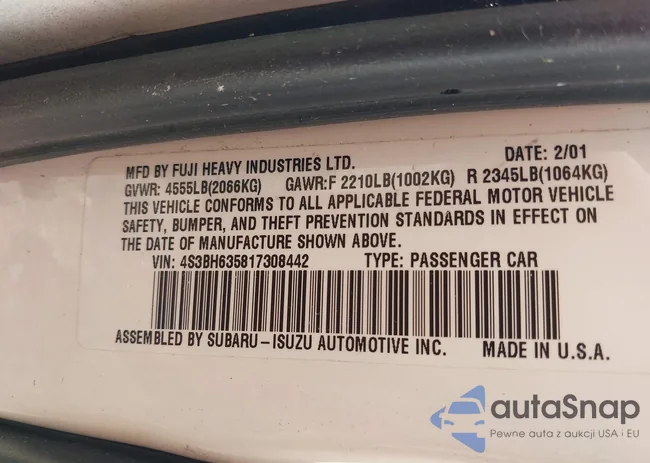 MFD BY FUJI HEAVY INDUSTRIES LTD. DATE: 2/01
GVWR: 4555LB(2066KG) GAWR:F 2210LB(1002KG) R 2345LB(1064KG)
THIS VEHICLE CONFORMS TO ALL APPLICABLE FEDERAL MOTOR VEHICLE
SAFETY, BUMPER, AND THEFT PREVENTION STANDARDS IN EFFECT ON
THE DATE OF MANUFACTURE SHOWN ABOVE.
VIN: 4S3BH635817308442 TYPE: PASSENGER CAR
ASSEMBLED BY SUBARU-ISUZU AUTOMOTIVE INC. MADE IN U.S.A.
autaSnap
Pewne auta z aukcji USA i EU